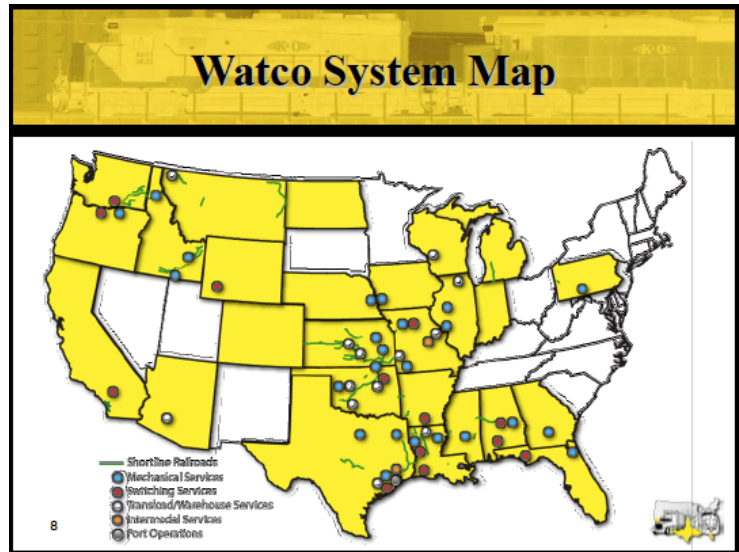 Watco System Map
K&O
K·O
Shortline Railroads
Mechanical Services
Switching Services
Transload/Warehouse Services
Intermodal Services
Port Operations
8